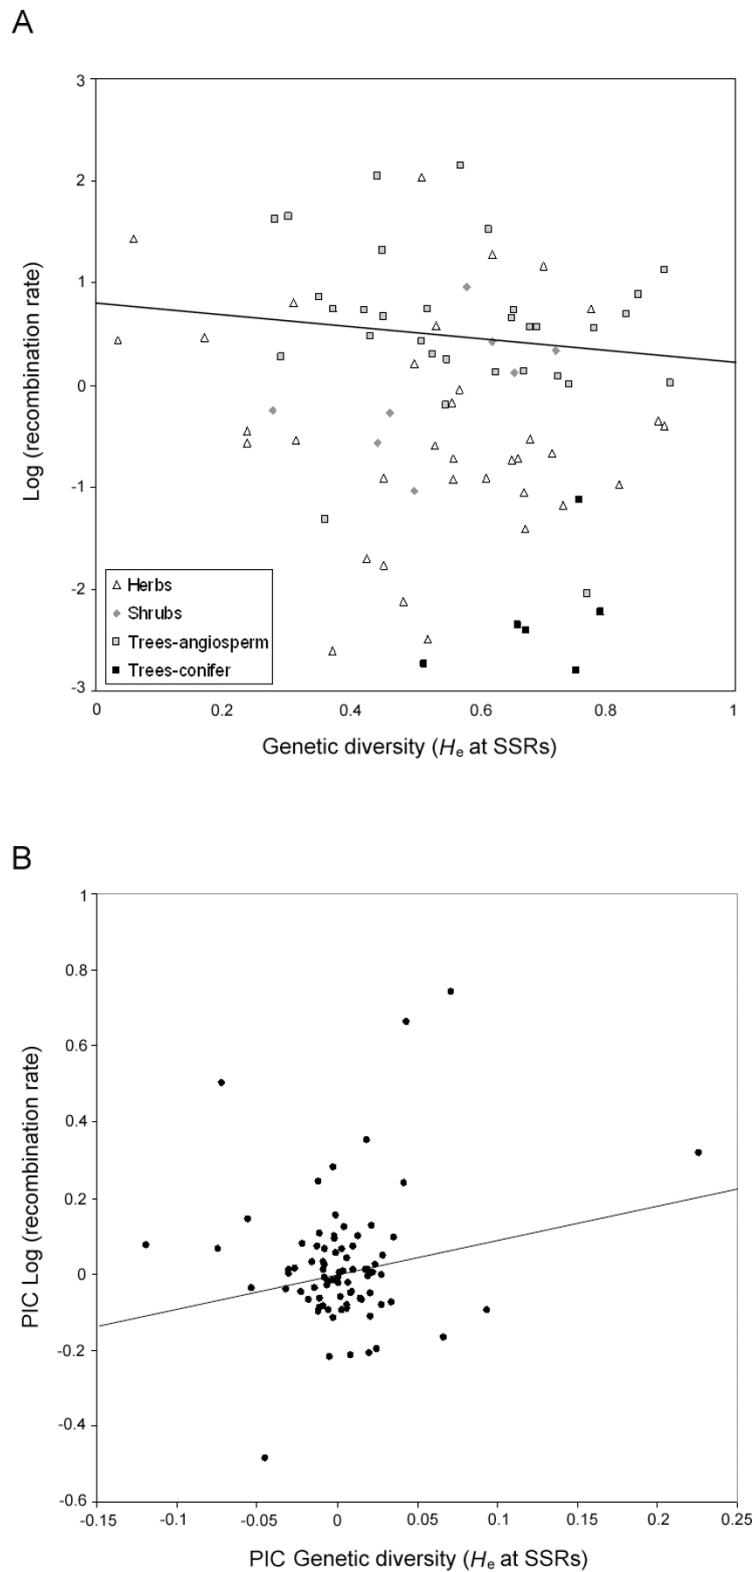 A
3
2
1
0
-1
-2
-3
Log (recombination rate)
Herbs
Shrubs
Trees-angiosperm
Trees-conifer
0 0.2 0.4 0.6 0.8 1
Genetic diversity (He at SSRs)
B
1
0.8
0.6
0.4
0.2
0
-0.2
-0.4
-0.6
PIC Log (recombination rate)
-0.15 -0.1 -0.05 0 0.05 0.1 0.15 0.2 0.25
PIC Genetic diversity (He at SSRs)